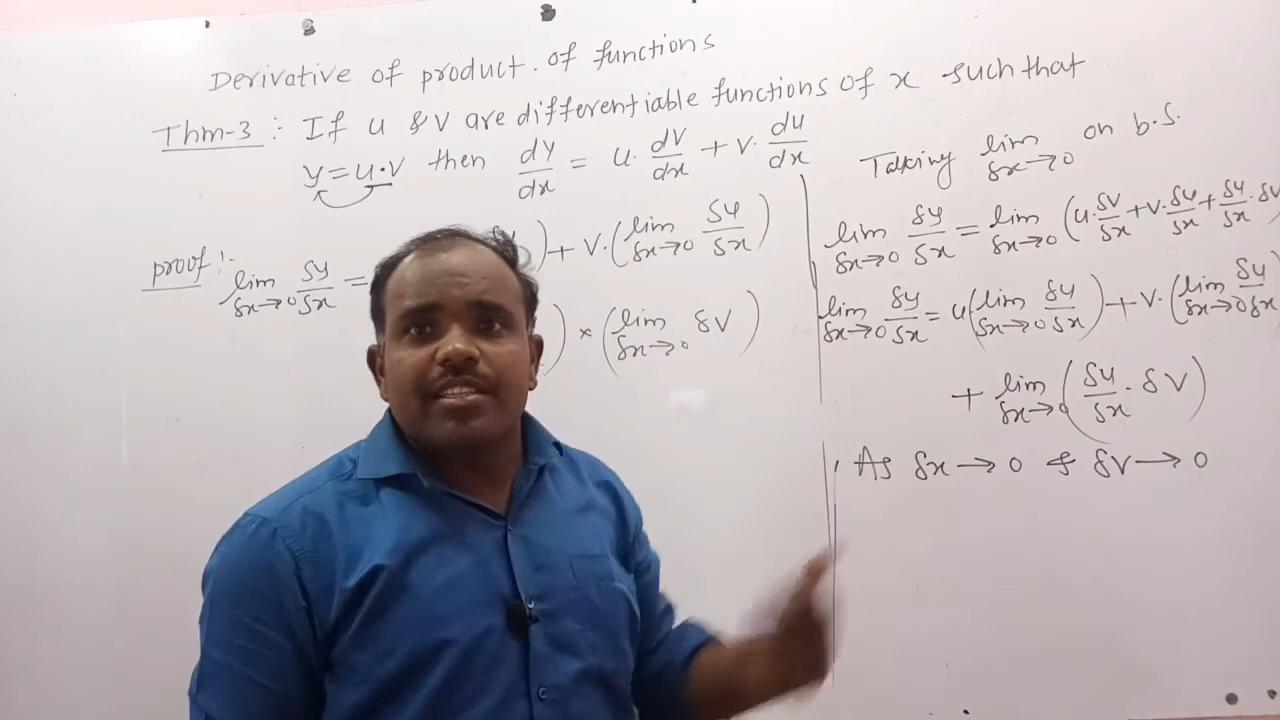 Derivative of product. of functions
Thm-3 : If u & v are differentiable functions of x such that
y = u·v then dy/dx = u· dv/dx + v· du/dx
proof :- lim δx→0 δy/δx = ) + v·(lim δx→0 δu/δx)
) × (lim δx→0 δv)
Talking lim δx→0 on b.s.
lim δx→0 δy/δx = lim δx→0 (u·δv/δx + v·δu/δx + δu/δx · δv
lim δx→0 δy/δx = u(lim δx→0 δy/δx) + v·(lim δx→0 δy/δx
+ lim δx→0 (δu/δx · δv)
As δx → 0 & δv → 0